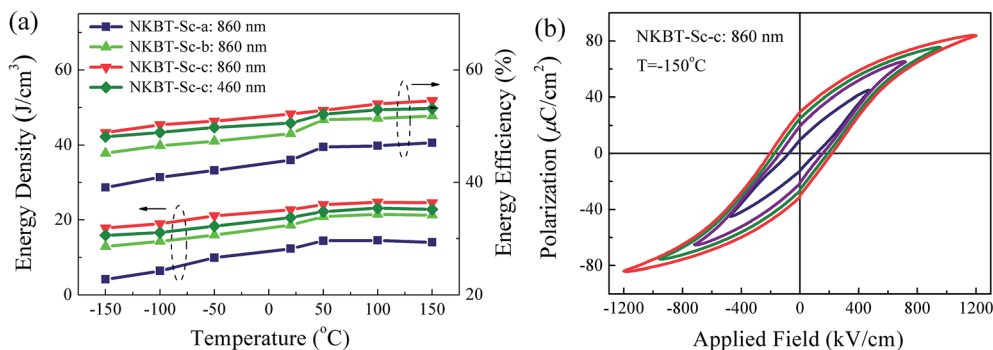 (a)
NKBT-Sc-a: 860 nm
NKBT-Sc-b: 860 nm
NKBT-Sc-c: 860 nm
NKBT-Sc-c: 460 nm
Energy Density (J/cm³)
60
40
20
0
Energy Efficiency (%)
60
40
20
-150 -100 -50 0 50 100 150
Temperature (°C)
(b)
NKBT-Sc-c: 860 nm
T=-150°C
Polarization (μC/cm²)
80
40
0
-40
-80
-1200 -800 -400 0 400 800 1200
Applied Field (kV/cm)